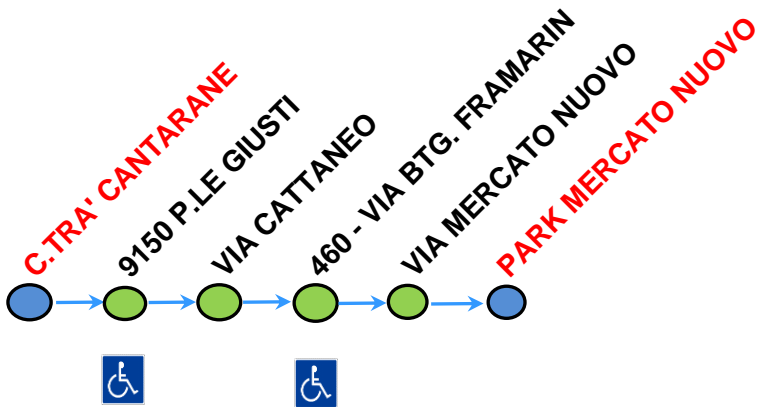 C.TRA' CANTARANE
9150 P.LE GIUSTI
VIA CATTANEO
460 - VIA BTG. FRAMARIN
VIA MERCATO NUOVO
PARK MERCATO NUOVO